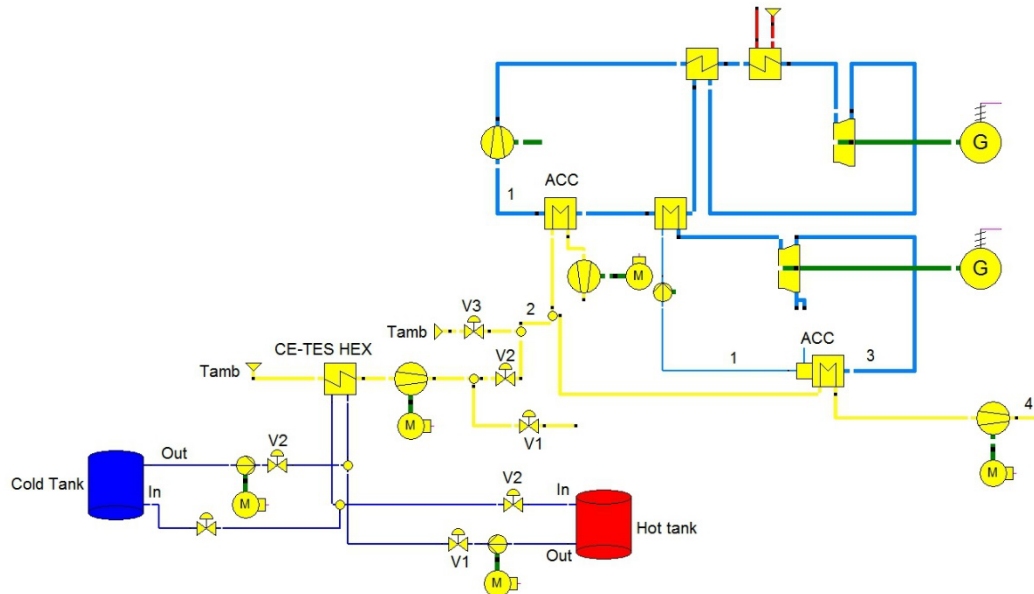 G
1
ACC
M
G
V3
2
Tamb
ACC
CE-TES HEX
V2
1
3
Tamb
4
M
V1
V2
Out
M
Cold Tank
In
V2
In
M
Hot tank
V1
Out
M